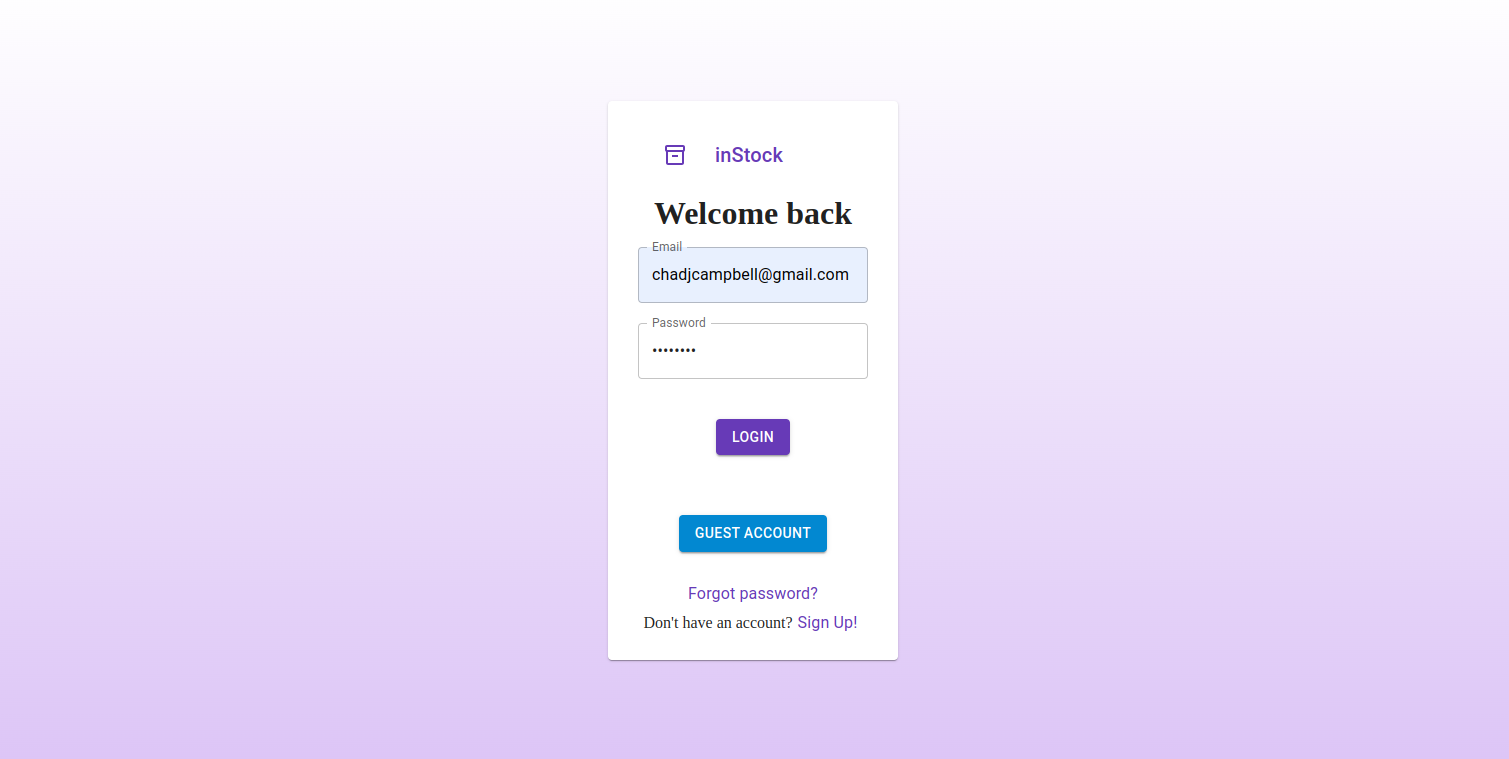 inStock
Welcome back
Email
chadjcampbell@gmail.com
Password
••••••••
LOGIN
GUEST ACCOUNT
Forgot password?
Don't have an account? Sign Up!